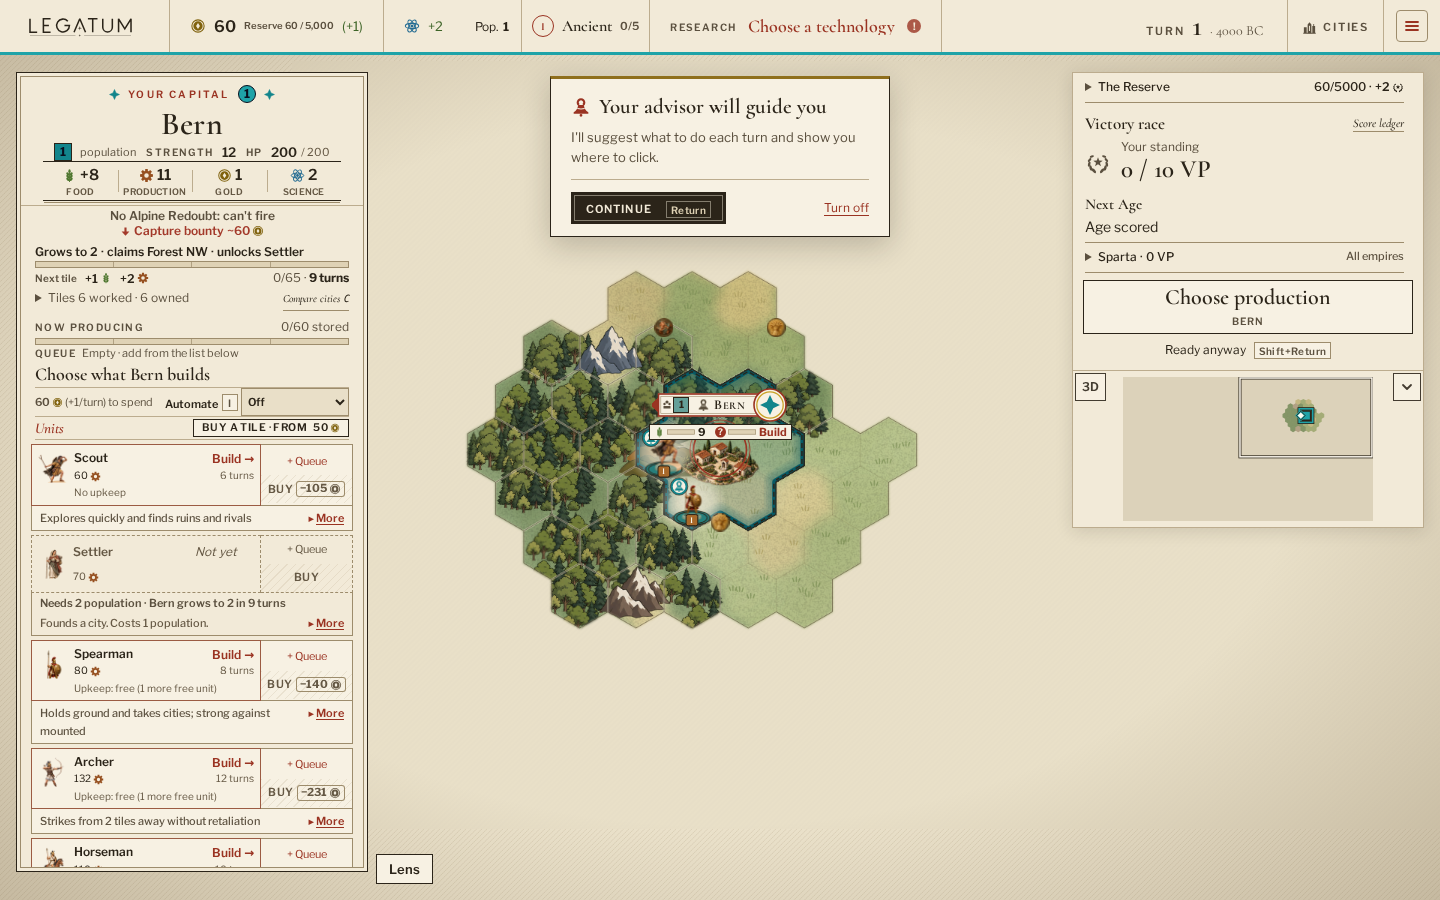 LEGATUM
60 Reserve 60 / 5,000 (+1)
+2 Pop. 1
I Ancient 0/5
RESEARCH Choose a technology !
TURN 1 · 4000 BC
CITIES
YOUR CAPITAL 1
Bern
1 population STRENGTH 12 HP 200 / 200
+8 11 1 2
FOOD PRODUCTION GOLD SCIENCE
No Alpine Redoubt: can't fire
Capture bounty ~60
Grows to 2 · claims Forest NW · unlocks Settler
Next tile +1 +2 0/65 · 9 turns
Tiles 6 worked · 6 owned Compare cities C
NOW PRODUCING 0/60 stored
QUEUE Empty · add from the list below
Choose what Bern builds
60 (+1/turn) to spend Automate I Off
Units BUY A TILE · FROM 50
Scout Build → + Queue
60 6 turns BUY −105
No upkeep
Explores quickly and finds ruins and rivals ▸ More
Settler Not yet + Queue
70 BUY
Needs 2 population · Bern grows to 2 in 9 turns
Founds a city. Costs 1 population. ▸ More
Spearman Build → + Queue
80 8 turns BUY −140
Upkeep: free (1 more free unit)
Holds ground and takes cities; strong against mounted ▸ More
Archer Build → + Queue
132 12 turns BUY −231
Upkeep: free (1 more free unit)
Strikes from 2 tiles away without retaliation ▸ More
Horseman Build → + Queue
Your advisor will guide you
I'll suggest what to do each turn and show you
where to click.
CONTINUE Return Turn off
1 BERN
9 ? Build
I
I
Lens
The Reserve 60/5000 · +2
Victory race Score ledger
Your standing
0 / 10 VP
Next Age
Age scored
Sparta · 0 VP All empires
Choose production
BERN
Ready anyway Shift+Return
3D